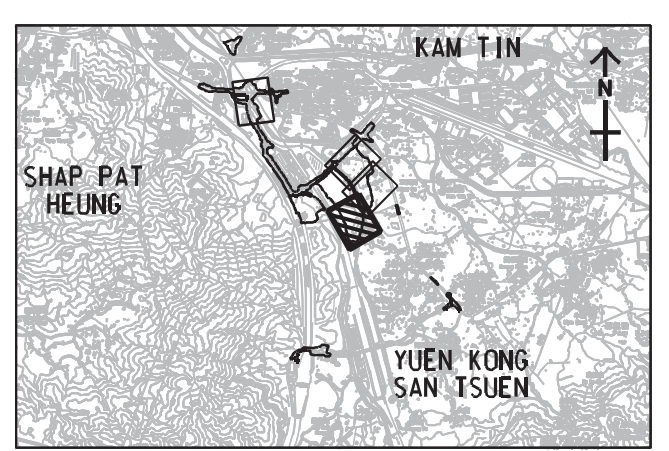 KAM TIN
N
SHAP PAT
HEUNG
YUEN KONG
SAN TSUEN